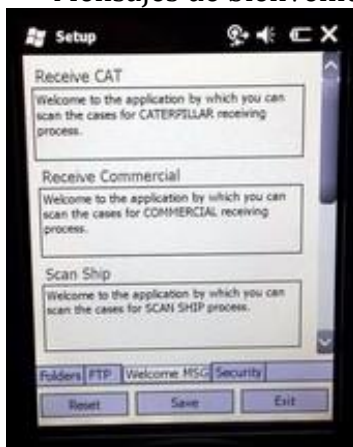 Mensajes de bienveni
Setup
Receive CAT
Welcome to the application by which you can
scan the cases for CATERPILLAR receiving
process.
Receive Commercial
Welcome to the application by which you can
scan the cases for COMMERCIAL receiving
process.
Scan Ship
Welcome to the application by which you can
scan the cases for SCAN SHIP process.
Folders FTP Welcome MSG Security
Reset Save Exit